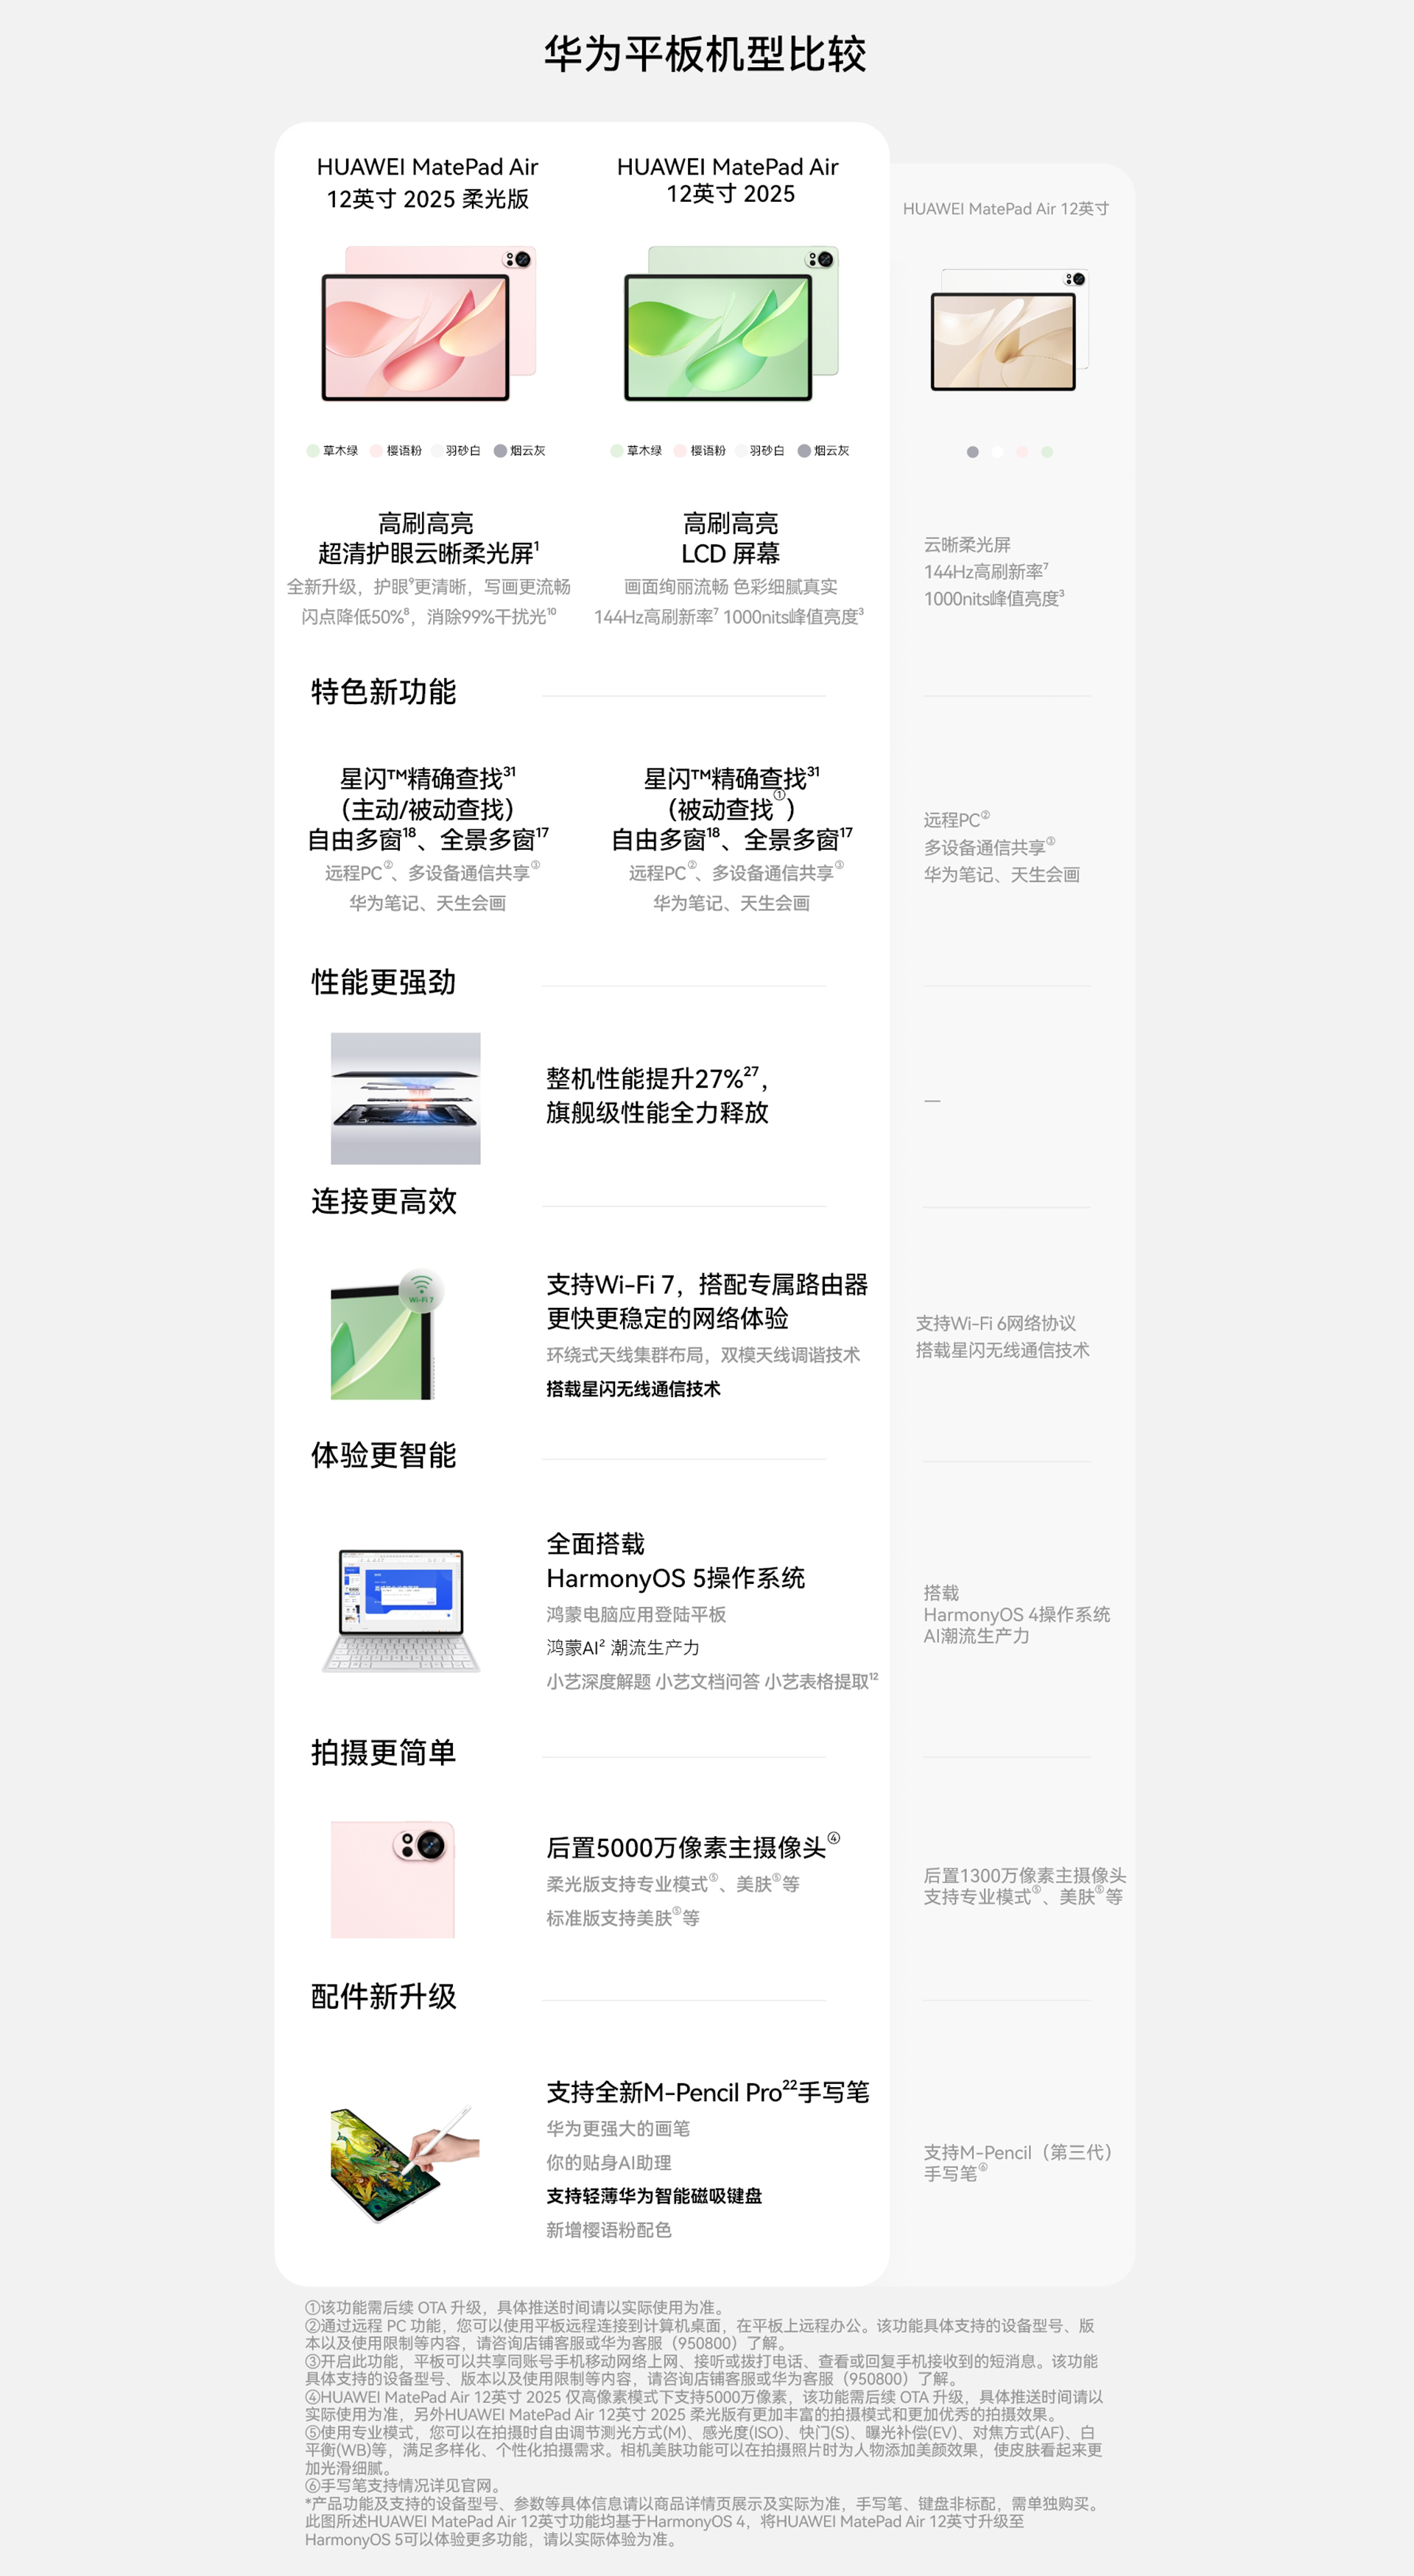 华为平板机型比较
HUAWEI MatePad Air
12英寸 2025 柔光版
HUAWEI MatePad Air
12英寸 2025
HUAWEI MatePad Air 12英寸
草木绿 樱语粉 羽砂白 烟云灰
草木绿 樱语粉 羽砂白 烟云灰
高刷高亮
超清护眼云晰柔光屏¹
全新升级，护眼⁹更清晰，写画更流畅
闪点降低50%⁸，消除99%干扰光¹⁰
高刷高亮
LCD 屏幕
画面绚丽流畅 色彩细腻真实
144Hz高刷新率⁷ 1000nits峰值亮度³
云晰柔光屏
144Hz高刷新率⁷
1000nits峰值亮度³
特色新功能
星闪™精确查找³¹
（主动/被动查找）
自由多窗¹⁸、全景多窗¹⁷
远程PC②、多设备通信共享③
华为笔记、天生会画
星闪™精确查找³¹
（被动查找①）
自由多窗¹⁸、全景多窗¹⁷
远程PC②、多设备通信共享③
华为笔记、天生会画
远程PC②
多设备通信共享③
华为笔记、天生会画
性能更强劲
整机性能提升27%²⁷，
旗舰级性能全力释放
—
连接更高效
Wi-Fi 7
支持Wi-Fi 7，搭配专属路由器
更快更稳定的网络体验
环绕式天线集群布局，双模天线调谐技术
搭载星闪无线通信技术
支持Wi-Fi 6网络协议
搭载星闪无线通信技术
体验更智能
全面搭载
HarmonyOS 5操作系统
鸿蒙电脑应用登陆平板
鸿蒙AI² 潮流生产力
小艺深度解题 小艺文档问答 小艺表格提取¹²
搭载
HarmonyOS 4操作系统
AI潮流生产力
拍摄更简单
后置5000万像素主摄像头④
柔光版支持专业模式⑤、美肤⑤等
标准版支持美肤⑤等
后置1300万像素主摄像头
支持专业模式⑤、美肤⑤等
配件新升级
支持全新M-Pencil Pro²²手写笔
华为更强大的画笔
你的贴身AI助理
支持轻薄华为智能磁吸键盘
新增樱语粉配色
支持M-Pencil（第三代）
手写笔⑥
①该功能需后续 OTA 升级，具体推送时间请以实际使用为准。
②通过远程 PC 功能，您可以使用平板远程连接到计算机桌面，在平板上远程办公。该功能具体支持的设备型号、版
本以及使用限制等内容，请咨询店铺客服或华为客服（950800）了解。
③开启此功能，平板可以共享同账号手机移动网络上网、接听或拨打电话、查看或回复手机接收到的短消息。该功能
具体支持的设备型号、版本以及使用限制等内容，请咨询店铺客服或华为客服（950800）了解。
④HUAWEI MatePad Air 12英寸 2025 仅高像素模式下支持5000万像素，该功能需后续 OTA 升级，具体推送时间请以
实际使用为准，另外HUAWEI MatePad Air 12英寸 2025 柔光版有更加丰富的拍摄模式和更加优秀的拍摄效果。
⑤使用专业模式，您可以在拍摄时自由调节测光方式(M)、感光度(ISO)、快门(S)、曝光补偿(EV)、对焦方式(AF)、白
平衡(WB)等，满足多样化、个性化拍摄需求。相机美肤功能可以在拍摄照片时为人物添加美颜效果，使皮肤看起来更
加光滑细腻。
⑥手写笔支持情况详见官网。
*产品功能及支持的设备型号、参数等具体信息请以商品详情页展示及实际为准，手写笔、键盘非标配，需单独购买。
此图所述HUAWEI MatePad Air 12英寸功能均基于HarmonyOS 4，将HUAWEI MatePad Air 12英寸升级至
HarmonyOS 5可以体验更多功能，请以实际体验为准。